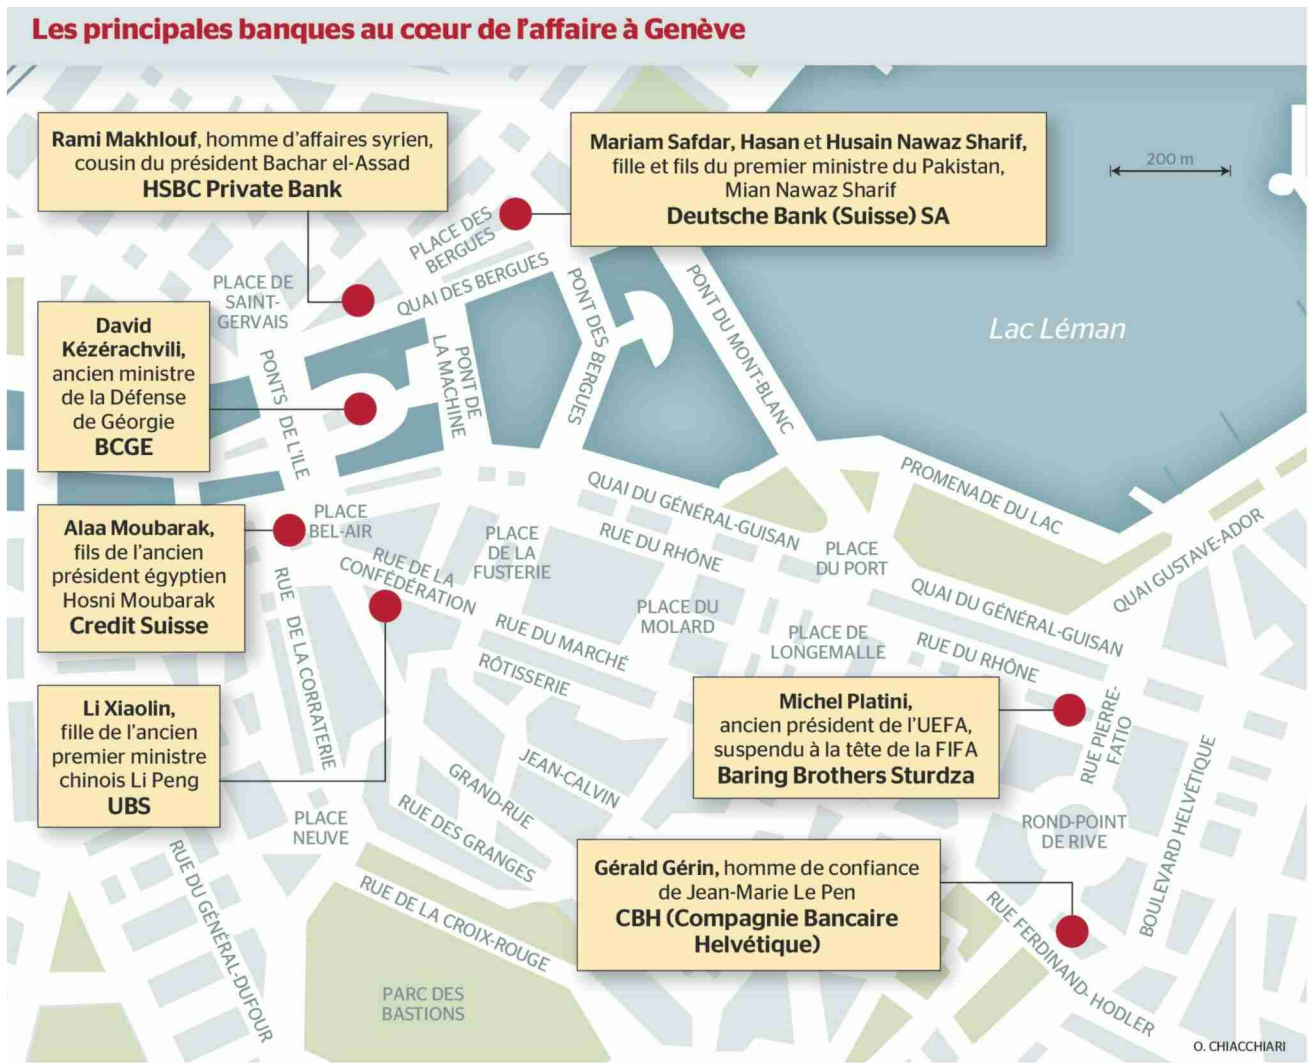 Les principales banques au cœur de l'affaire à Genève
Rami Makhlouf, homme d'affaires syrien,
cousin du président Bachar el-Assad
HSBC Private Bank
Mariam Safdar, Hasan et Husain Nawaz Sharif,
fille et fils du premier ministre du Pakistan,
Mian Nawaz Sharif
Deutsche Bank (Suisse) SA
200 m
PLACE DES
BERGUES
QUAI DES BERGUES
PLACE DE
SAINT-
GERVAIS
PONT DES BERGUES
PONT DU MONT-BLANC
Lac Léman
David
Kézérachvili,
ancien ministre
de la Défense
de Géorgie
BCGE
PONTS DE L'ILE
PONT DE
LA MACHINE
QUAI DU GÉNÉRAL-GUISAN
PROMENADE DU LAC
QUAI GUSTAVE-ADOR
Alaa Moubarak,
fils de l'ancien
président égyptien
Hosni Moubarak
Credit Suisse
PLACE
BEL-AIR
RUE DE LA
CONFÉDÉRATION
PLACE
DE LA
FUSTERIE
RUE DU RHÔNE
PLACE
DU PORT
QUAI DU GÉNÉRAL-GUISAN
RUE DE LA CORRATERIE
RUE DU MARCHÉ
RÔTISSERIE
PLACE DU
MOLARD
PLACE DE
LONGEMALLE
RUE DU RHÔNE
Li Xiaolin,
fille de l'ancien
premier ministre
chinois Li Peng
UBS
Michel Platini,
ancien président de l'UEFA,
suspendu à la tête de la FIFA
Baring Brothers Sturdza
RUE PIERRE-
FATIO
BOULEVARD HELVÉTIQUE
JEAN-CALVIN
GRAND-RUE
RUE DES GRANGES
PLACE
NEUVE
ROND-POINT
DE RIVE
RUE DU GÉNÉRAL-DUFOUR
RUE DE LA CROIX-ROUGE
Gérald Gérin, homme de confiance
de Jean-Marie Le Pen
CBH (Compagnie Bancaire
Helvétique)
RUE FERDINAND-HODLER
PARC DES
BASTIONS
O. CHIACCHIARI